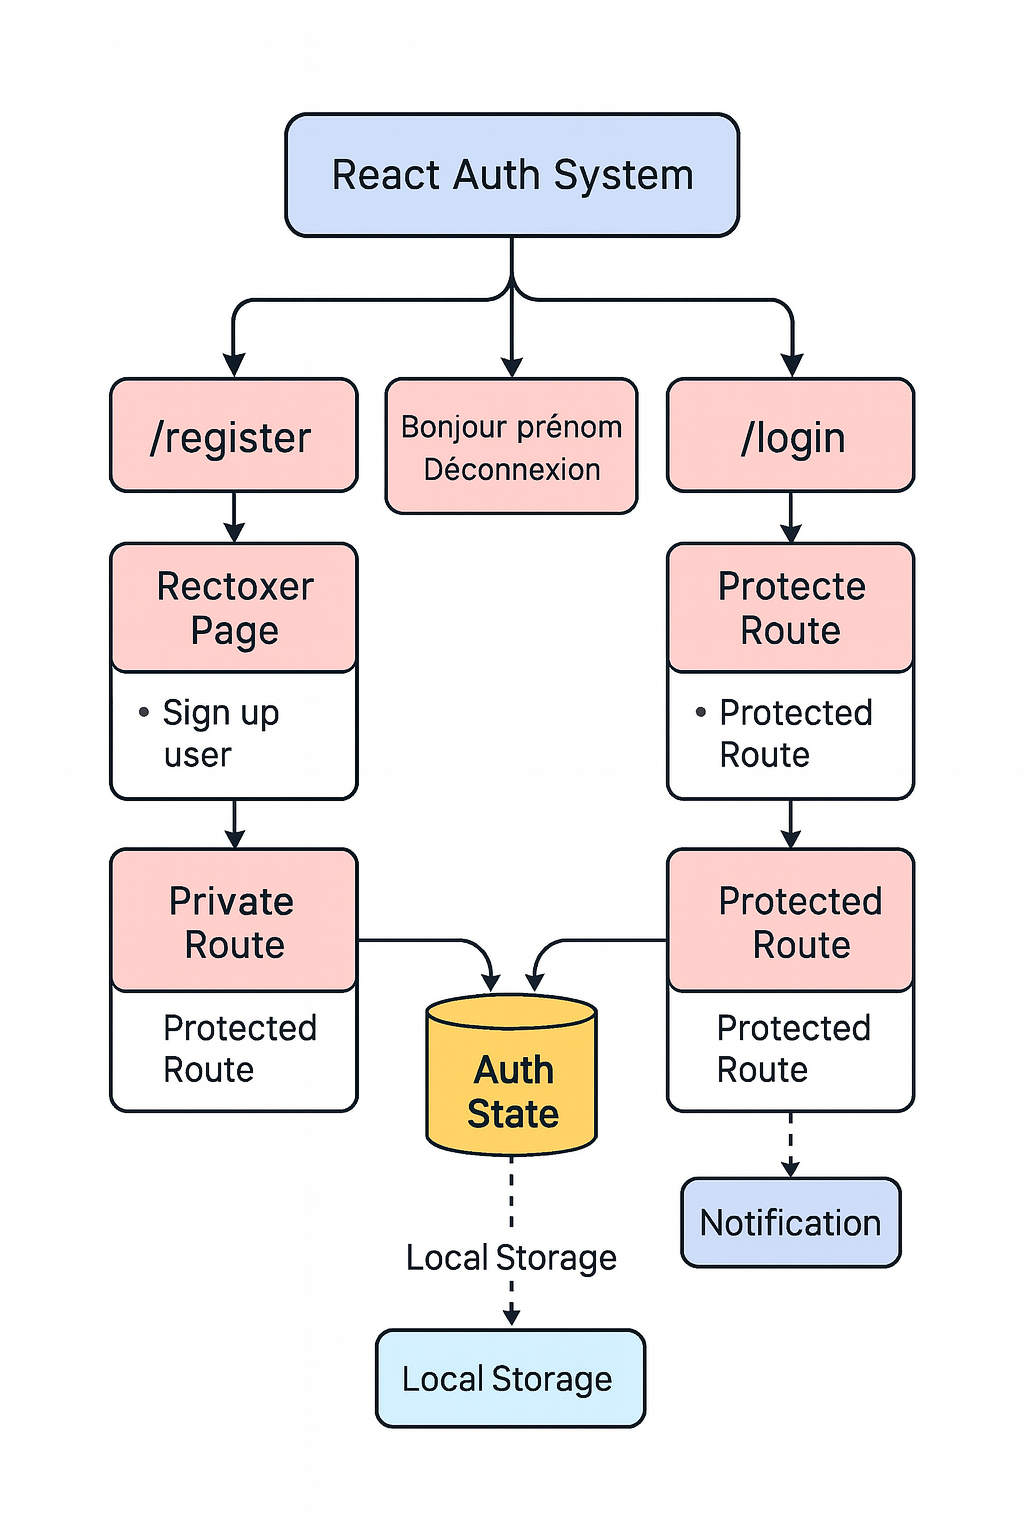 React Auth System
/register
Bonjour prénom
Déconnexion
/login
Rectoxer
Page
• Sign up
user
Protecte
Route
• Protected
Route
Private
Route
Protected
Route
Auth
State
Protected
Route
Protected
Route
Notification
Local Storage
Local Storage